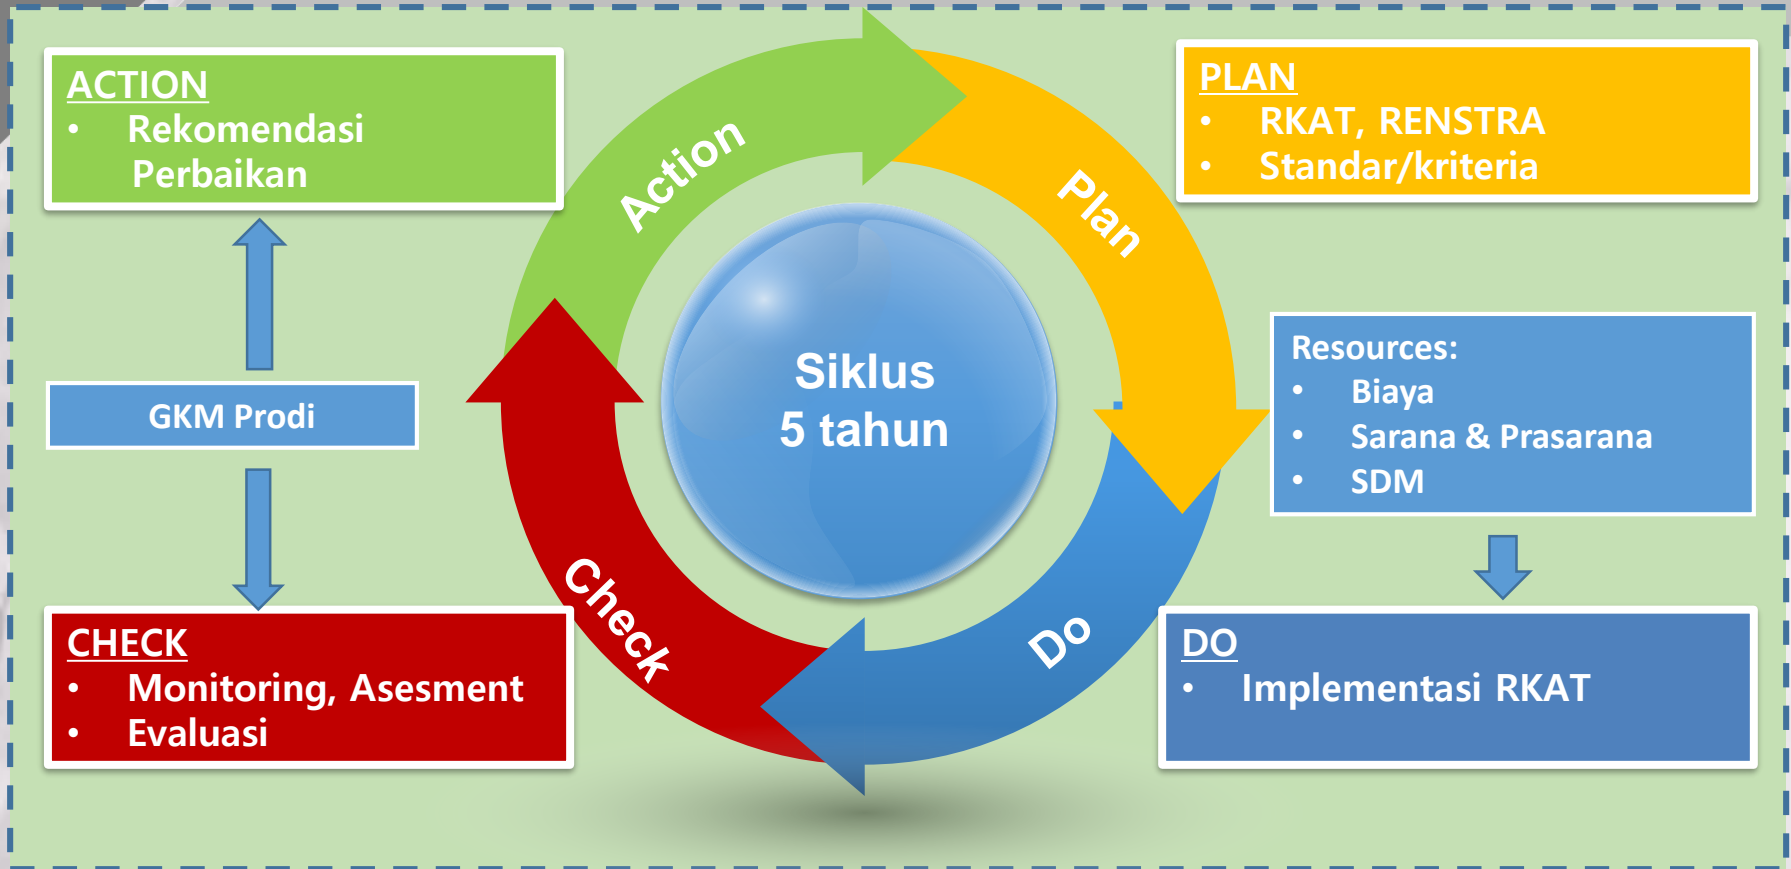 ACTION
• Rekomendasi
Perbaikan
PLAN
• RKAT, RENSTRA
• Standar/kriteria
Action
Plan
Siklus
5 tahun
Resources:
• Biaya
• Sarana & Prasarana
• SDM
GKM Prodi
Check
Do
CHECK
• Monitoring, Asesment
• Evaluasi
DO
• Implementasi RKAT